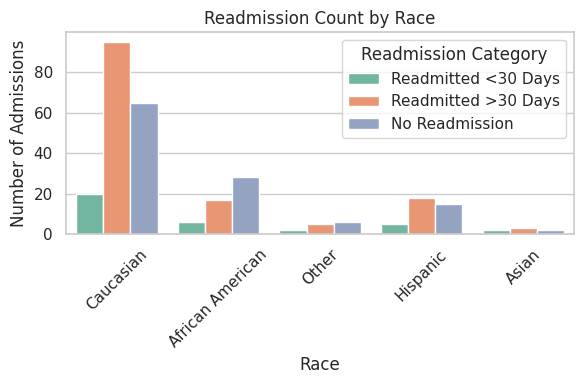 Readmission Count by Race
Number of Admissions
80
60
40
20
0
Readmission Category
Readmitted <30 Days
Readmitted >30 Days
No Readmission
Caucasian
African American
Other
Hispanic
Asian
Race